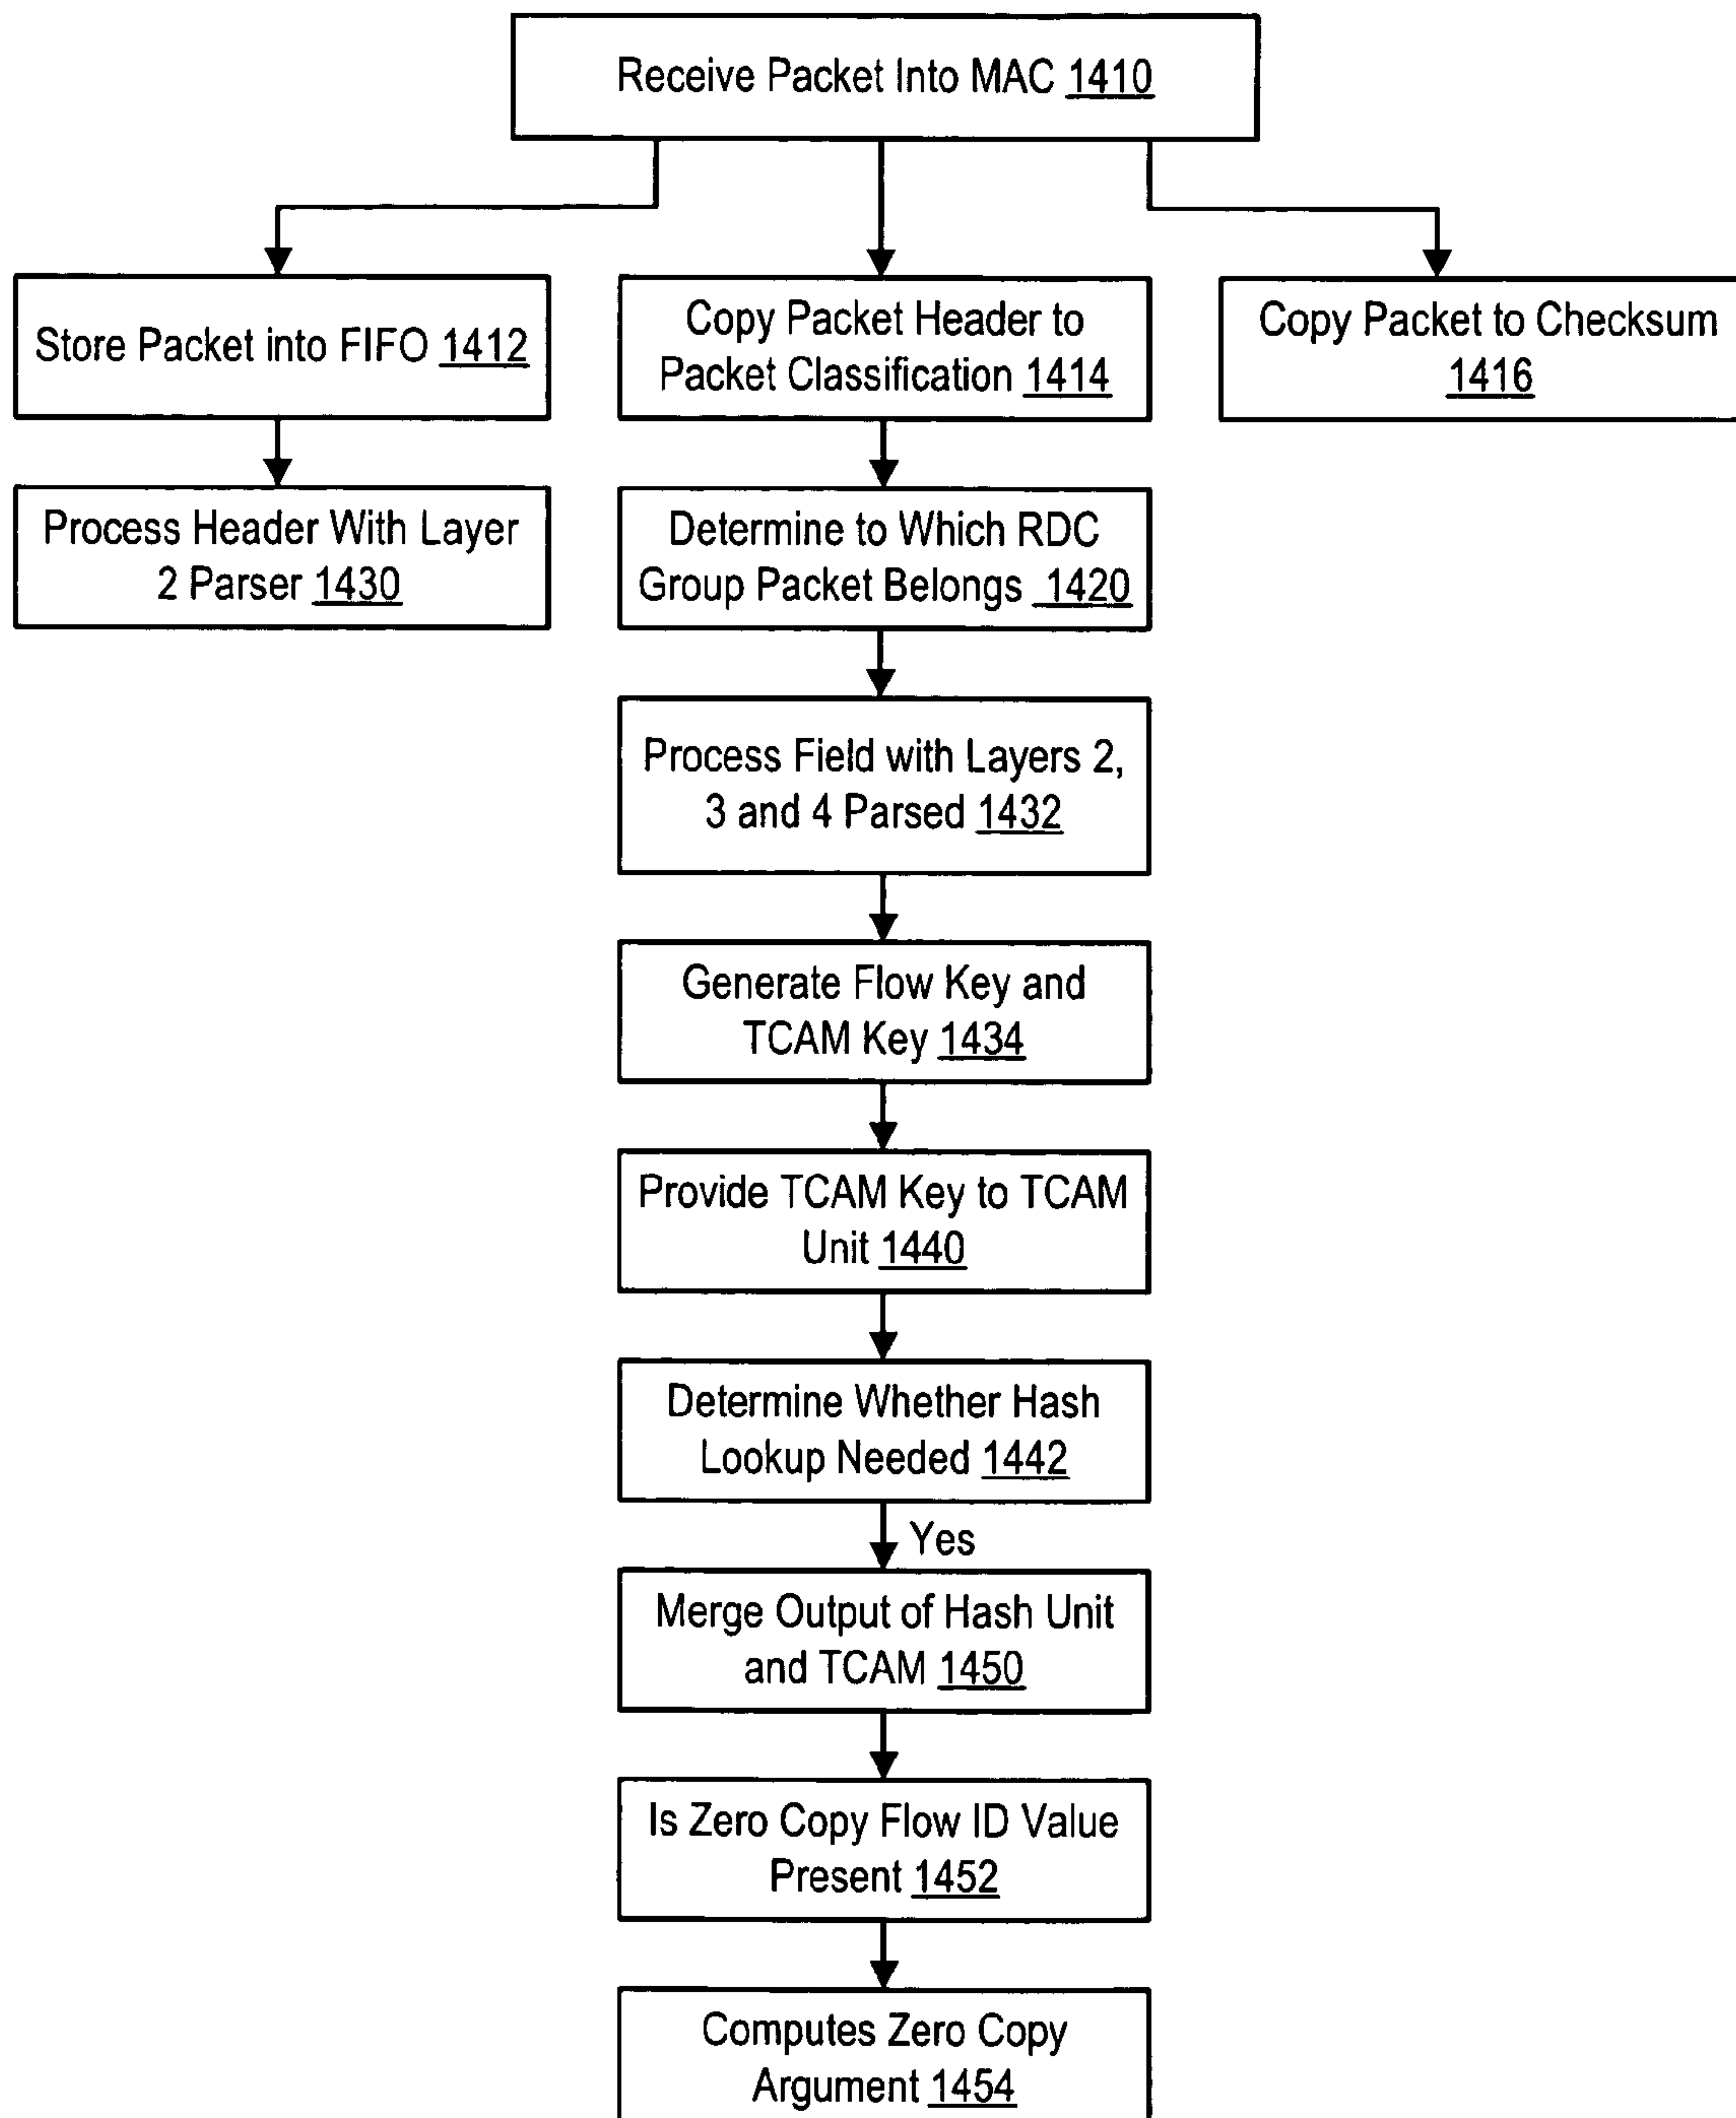 Receive Packet Into MAC 1410
Store Packet into FIFO 1412
Copy Packet Header to
Packet Classification 1414
Copy Packet to Checksum
1416
Process Header With Layer
2 Parser 1430
Determine to Which RDC
Group Packet Belongs 1420
Process Field with Layers 2,
3 and 4 Parsed 1432
Generate Flow Key and
TCAM Key 1434
Provide TCAM Key to TCAM
Unit 1440
Determine Whether Hash
Lookup Needed 1442
Yes
Merge Output of Hash Unit
and TCAM 1450
Is Zero Copy Flow ID Value
Present 1452
Computes Zero Copy
Argument 1454